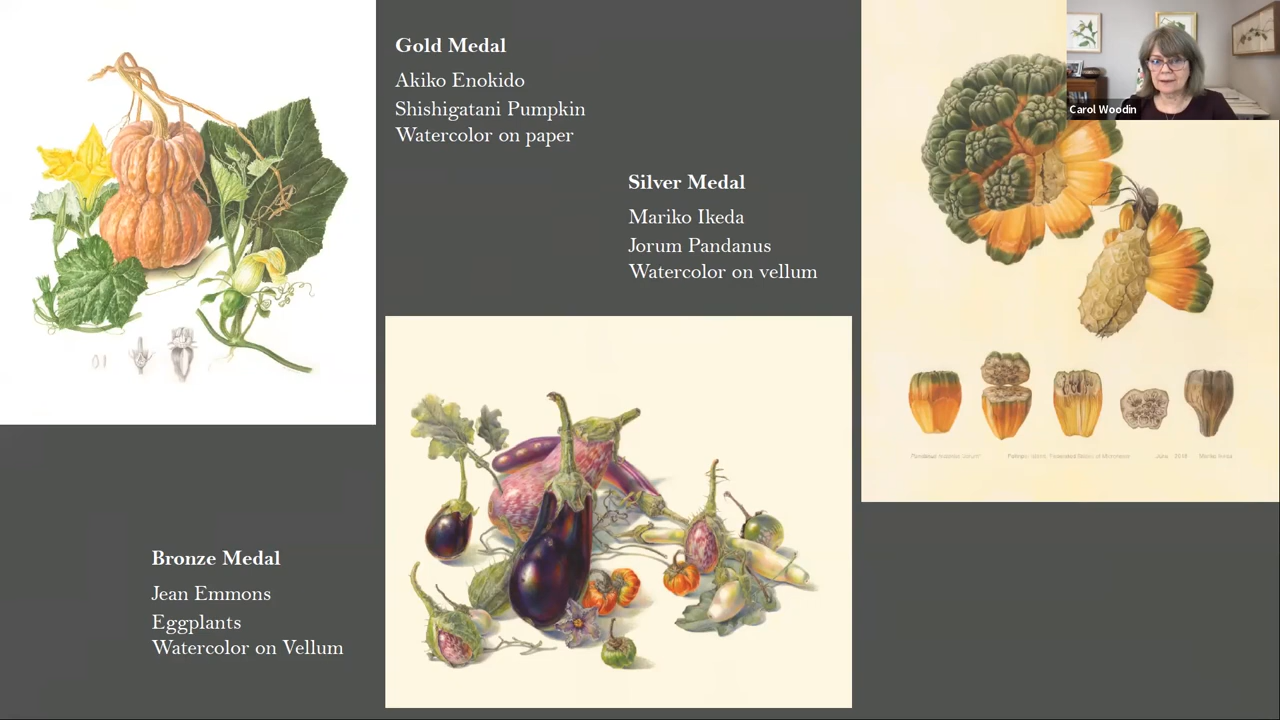 Gold Medal
Akiko Enokido
Shishigatani Pumpkin
Watercolor on paper
Silver Medal
Mariko Ikeda
Jorum Pandanus
Watercolor on vellum
Carol Woodin
Bronze Medal
Jean Emmons
Eggplants
Watercolor on Vellum